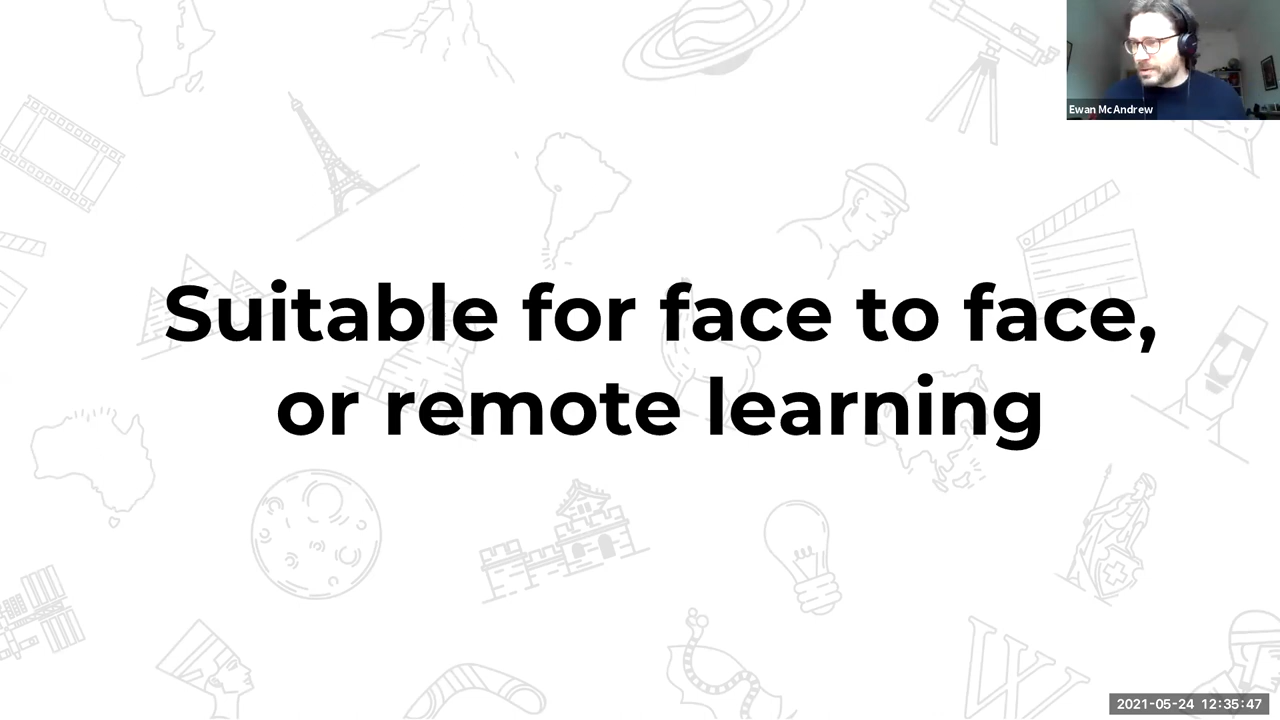 Ewan McAndrew
Suitable for face to face,
or remote learning
2021-05-24 12:35:47